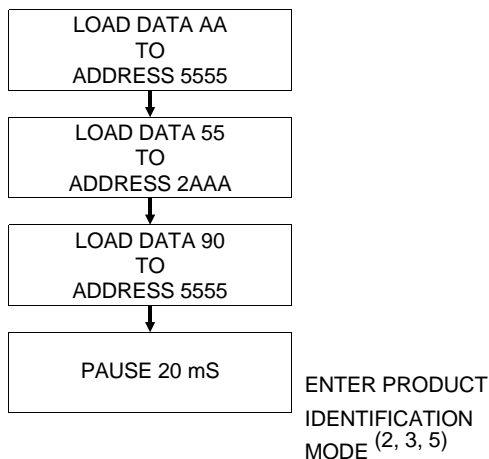 LOAD DATA AA
TO
ADDRESS 5555
LOAD DATA 55
TO
ADDRESS 2AAA
LOAD DATA 90
TO
ADDRESS 5555
PAUSE 20 mS
ENTER PRODUCT
IDENTIFICATION
MODE (2, 3, 5)